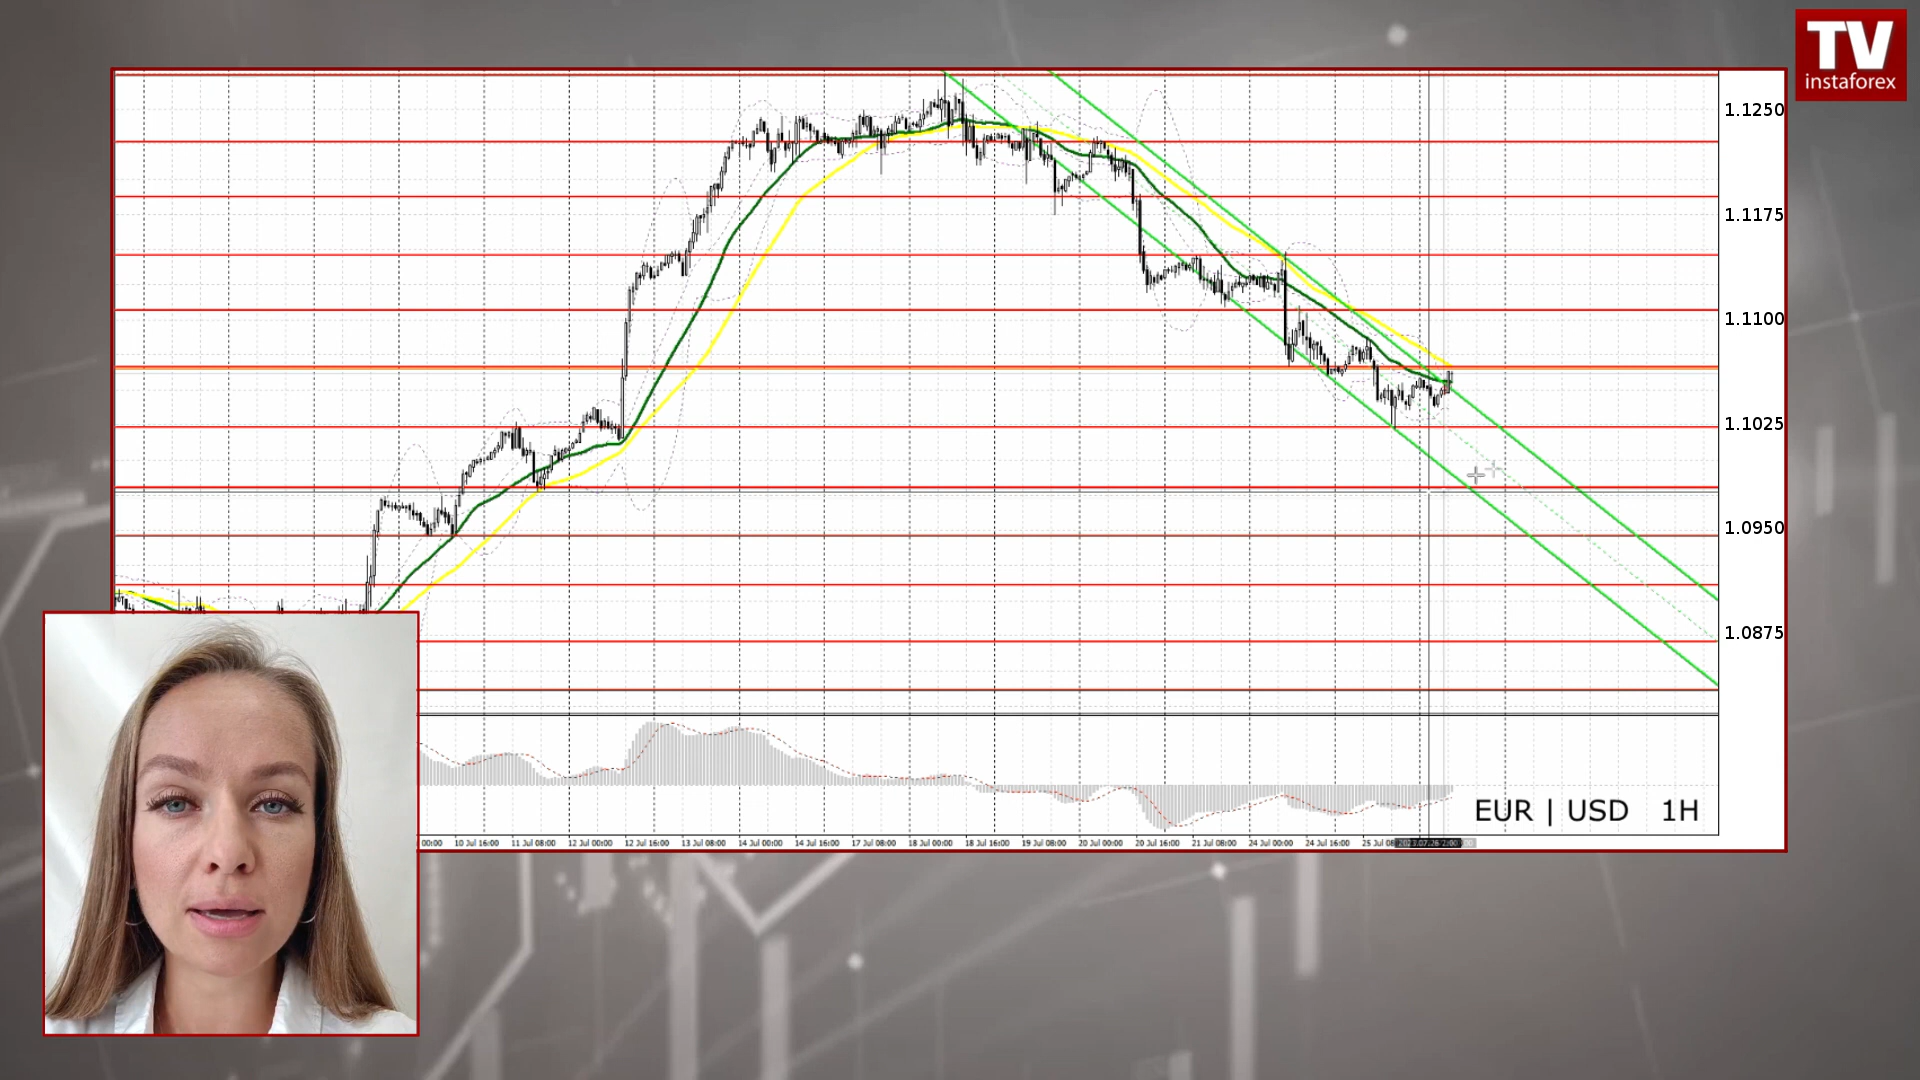 TV
instaforex
1.1250
1.1175
1.1100
1.1025
1.0950
1.0875
EUR | USD 1H
00:00 10 Jul 16:00 11 Jul 08:00 12 Jul 00:00 12 Jul 16:00 13 Jul 08:00 14 Jul 00:00 14 Jul 16:00 17 Jul 08:00 18 Jul 00:00 18 Jul 16:00 19 Jul 08:00 20 Jul 00:00 20 Jul 16:00 21 Jul 08:00 24 Jul 00:00 24 Jul 16:00 25 Jul